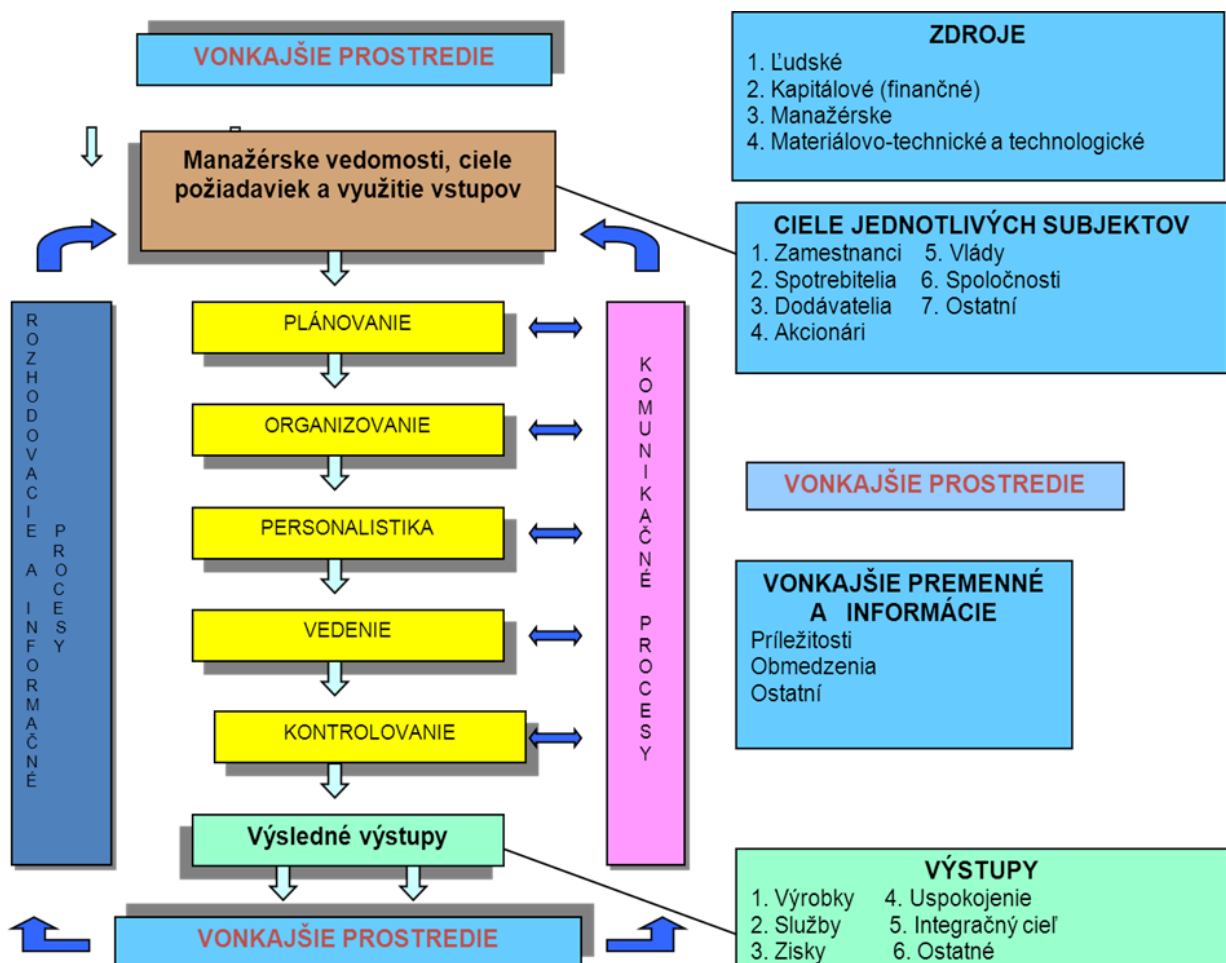 VONKAJŠIE PROSTREDIE
Manažérske vedomosti, ciele
požiadaviek a využitie vstupov
ROZHODOVACIE A INFORMAČNÉ
PROCESY
PLÁNOVANIE
ORGANIZOVANIE
PERSONALISTIKA
VEDENIE
KONTROLOVANIE
KOMUNIKAČNÉ PROCESY
Výsledné výstupy
VONKAJŠIE PROSTREDIE
ZDROJE
1. Ľudské
2. Kapitálové (finančné)
3. Manažérske
4. Materiálovo-technické a technologické
CIELE JEDNOTLIVÝCH SUBJEKTOV
1. Zamestnanci 5. Vlády
2. Spotrebitelia 6. Spoločnosti
3. Dodávatelia 7. Ostatní
4. Akcionári
VONKAJŠIE PROSTREDIE
VONKAJŠIE PREMENNÉ
A INFORMÁCIE
Príležitosti
Obmedzenia
Ostatní
VÝSTUPY
1. Výrobky 4. Uspokojenie
2. Služby 5. Integračný cieľ
3. Zisky 6. Ostatné